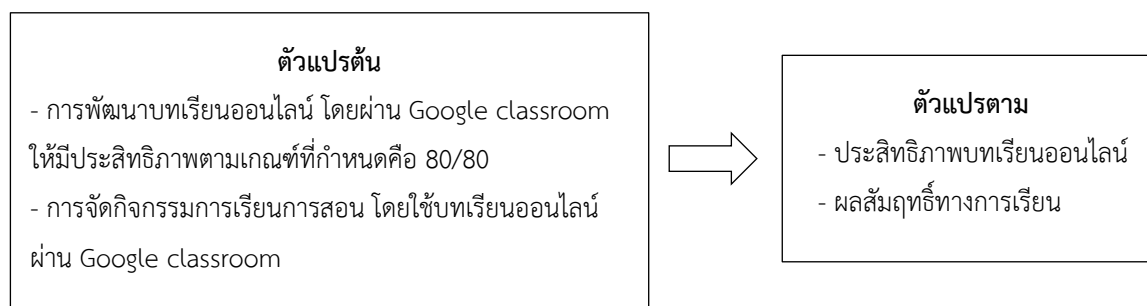 ตัวแปรต้น
- การพัฒนาบทเรียนออนไลน์ โดยผ่าน Google classroom
ให้มีประสิทธิภาพตามเกณฑ์ที่กำหนดคือ 80/80
- การจัดกิจกรรมการเรียนการสอน โดยใช้บทเรียนออนไลน์
ผ่าน Google classroom
ตัวแปรตาม
- ประสิทธิภาพบทเรียนออนไลน์
- ผลสัมฤทธิ์ทางการเรียน